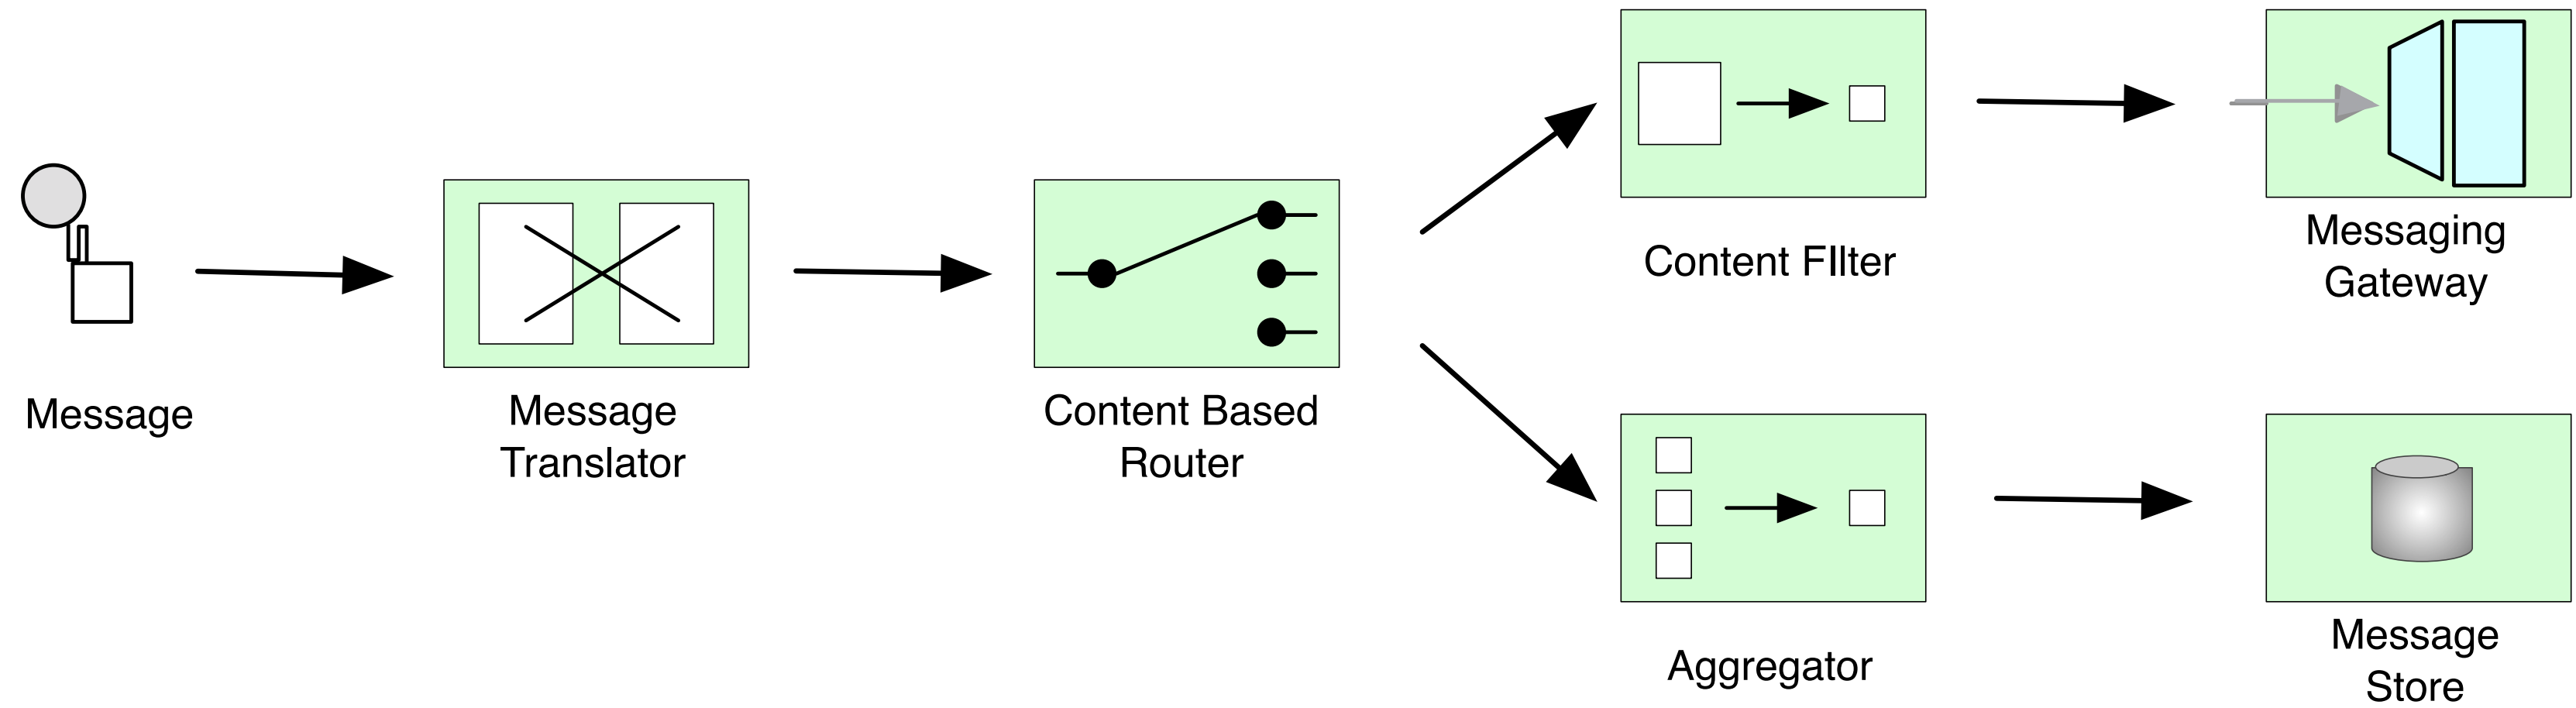 Message
Message
Translator
Content Based
Router
Content FIlter
Messaging
Gateway
Aggregator
Message
Store